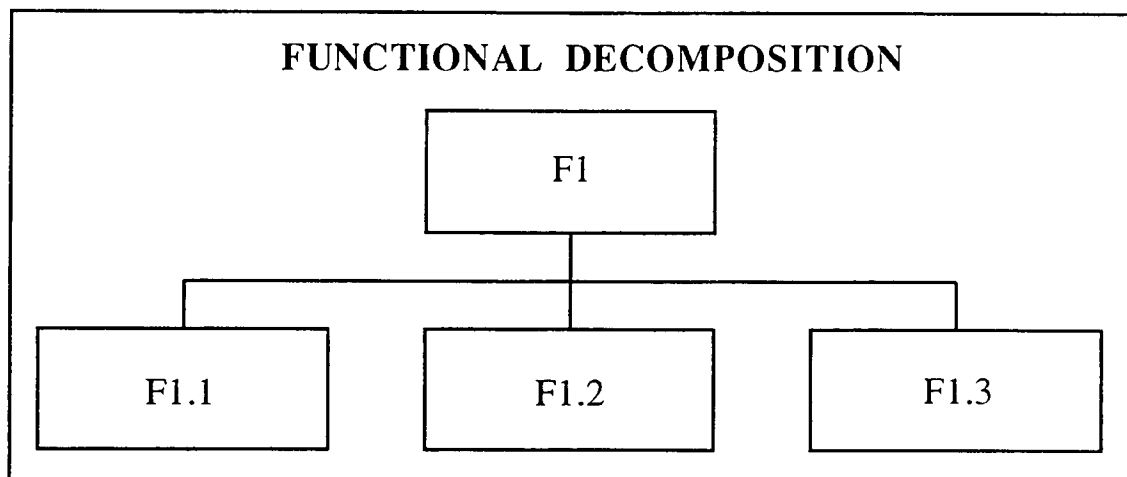 FUNCTIONAL DECOMPOSITION
F1
F1.1
F1.2
F1.3